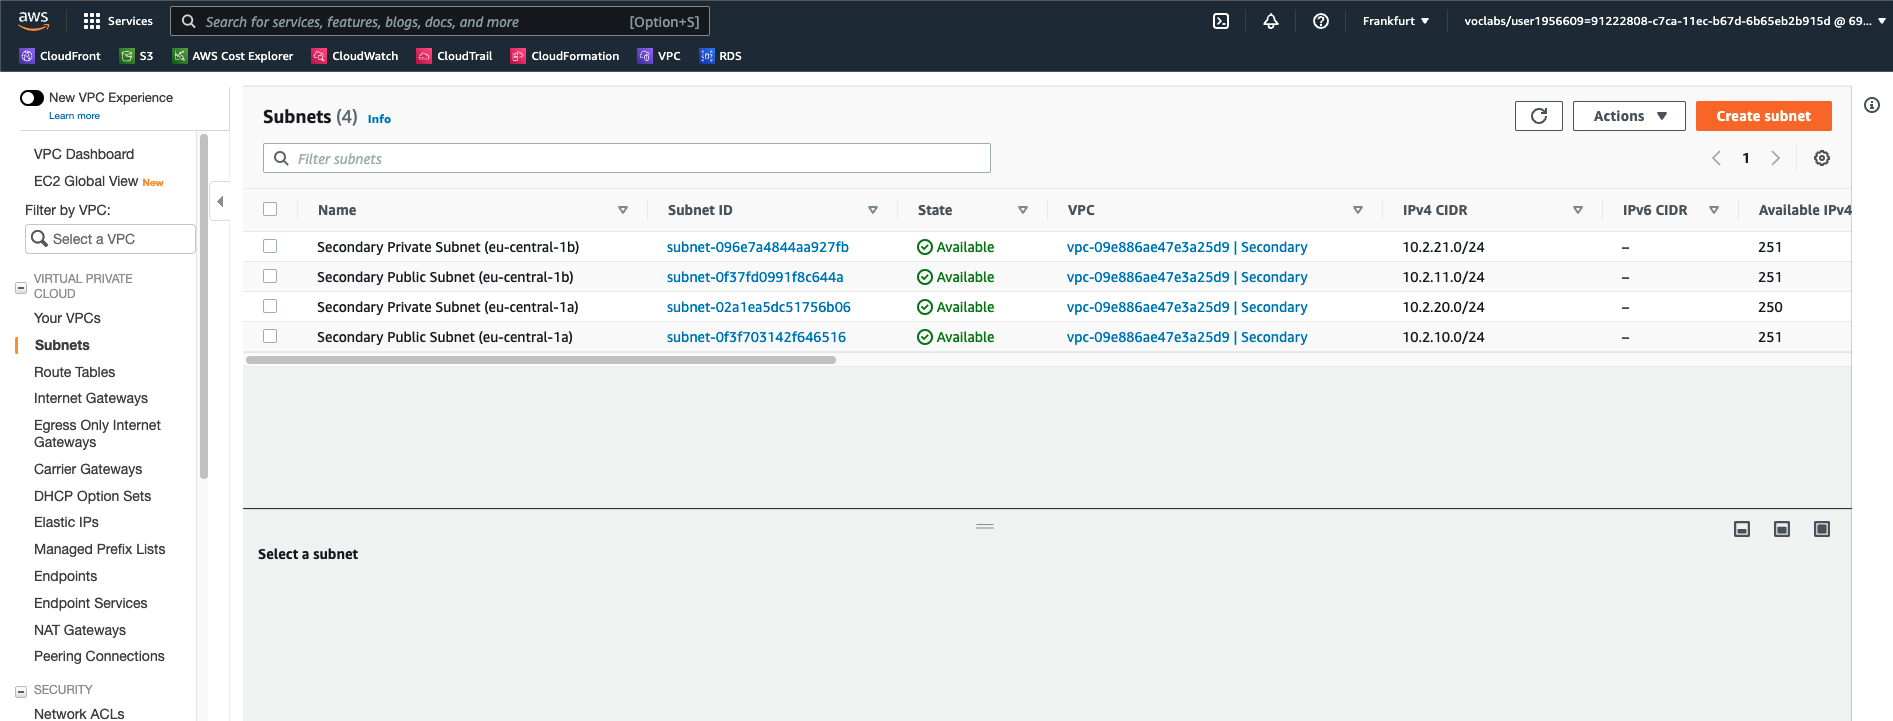 aws Services Search for services, features, blogs, docs, and more [Option+S] Frankfurt voclabs/user1956609=91222808-c7ca-11ec-b67d-6b65eb2b915d @ 69...
CloudFront S3 AWS Cost Explorer CloudWatch CloudTrail CloudFormation VPC RDS
New VPC Experience
Learn more
VPC Dashboard
EC2 Global View New
Filter by VPC:
Select a VPC
VIRTUAL PRIVATE
CLOUD
Your VPCs
Subnets
Route Tables
Internet Gateways
Egress Only Internet
Gateways
Carrier Gateways
DHCP Option Sets
Elastic IPs
Managed Prefix Lists
Endpoints
Endpoint Services
NAT Gateways
Peering Connections
SECURITY
Network ACLs
Subnets (4) Info
Actions Create subnet
Filter subnets
1
Name Subnet ID State VPC IPv4 CIDR IPv6 CIDR Available IPv4
Secondary Private Subnet (eu-central-1b) subnet-096e7a4844aa927fb Available vpc-09e886ae47e3a25d9 | Secondary 10.2.21.0/24 – 251
Secondary Public Subnet (eu-central-1b) subnet-0f37fd0991f8c644a Available vpc-09e886ae47e3a25d9 | Secondary 10.2.11.0/24 – 251
Secondary Private Subnet (eu-central-1a) subnet-02a1ea5dc51756b06 Available vpc-09e886ae47e3a25d9 | Secondary 10.2.20.0/24 – 250
Secondary Public Subnet (eu-central-1a) subnet-0f3f703142f646516 Available vpc-09e886ae47e3a25d9 | Secondary 10.2.10.0/24 – 251
Select a subnet